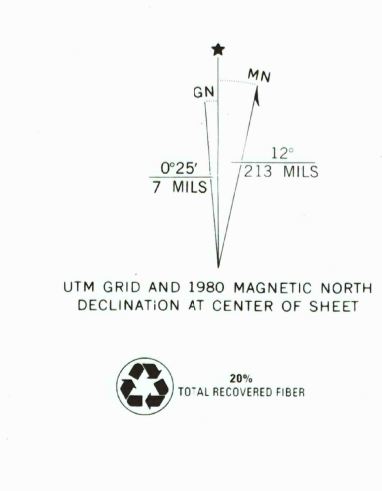 MN
GN
12°
213 MILS
0°25′
7 MILS
UTM GRID AND 1980 MAGNETIC NORTH
DECLINATION AT CENTER OF SHEET
20%
TOTAL RECOVERED FIBER